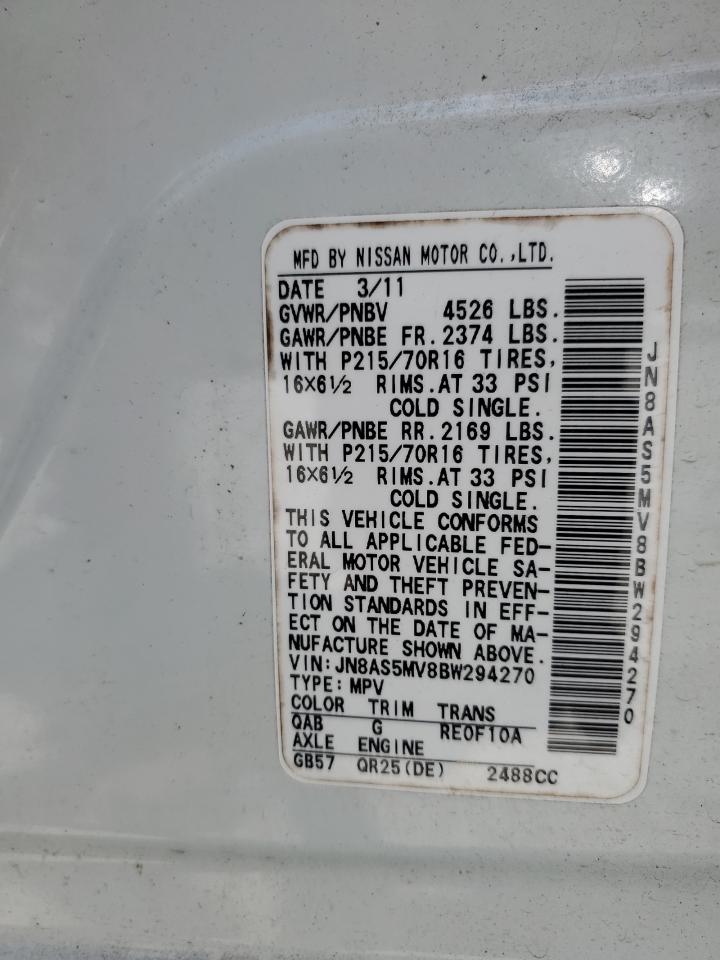 MFD BY NISSAN MOTOR CO.,LTD.
DATE 3/11
GVWR/PNBV 4526 LBS.
GAWR/PNBE FR. 2374 LBS.
WITH P215/70R16 TIRES,
16X6½ RIMS. AT 33 PSI
COLD SINGLE.
GAWR/PNBE RR. 2169 LBS.
WITH P215/70R16 TIRES,
16X6½ RIMS. AT 33 PSI
COLD SINGLE.
THIS VEHICLE CONFORMS
TO ALL APPLICABLE FED-
ERAL MOTOR VEHICLE SA-
FETY AND THEFT PREVEN-
TION STANDARDS IN EFF-
ECT ON THE DATE OF MA-
NUFACTURE SHOWN ABOVE.
VIN: JN8AS5MV8BW294270
TYPE: MPV
COLOR TRIM TRANS
QAB G RE0F10A
AXLE ENGINE
GB57 QR25(DE) 2488CC
JN8AS5MV8BW294270